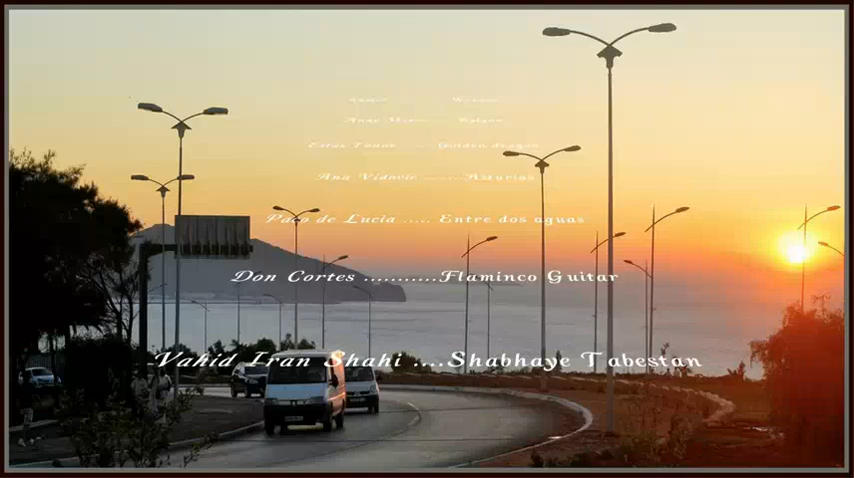 Estas Tonne ..... Golden dragon
Ana Vidovic ........Asturias
Paco de Lucia ..... Entre dos aguas
Don Cortes ...........Flaminco Guitar
Vahid Iran Shahi ....Shabhaye Tabestan